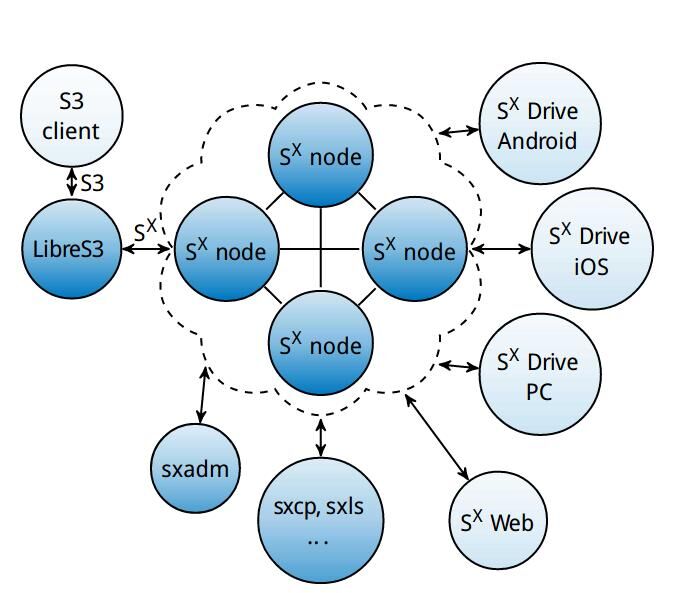 S3
client
S3
LibreS3
S^X
S^X node
S^X node
S^X node
S^X node
S^X Drive
Android
S^X Drive
iOS
S^X Drive
PC
S^X Web
sxcp, sxls
...
sxadm